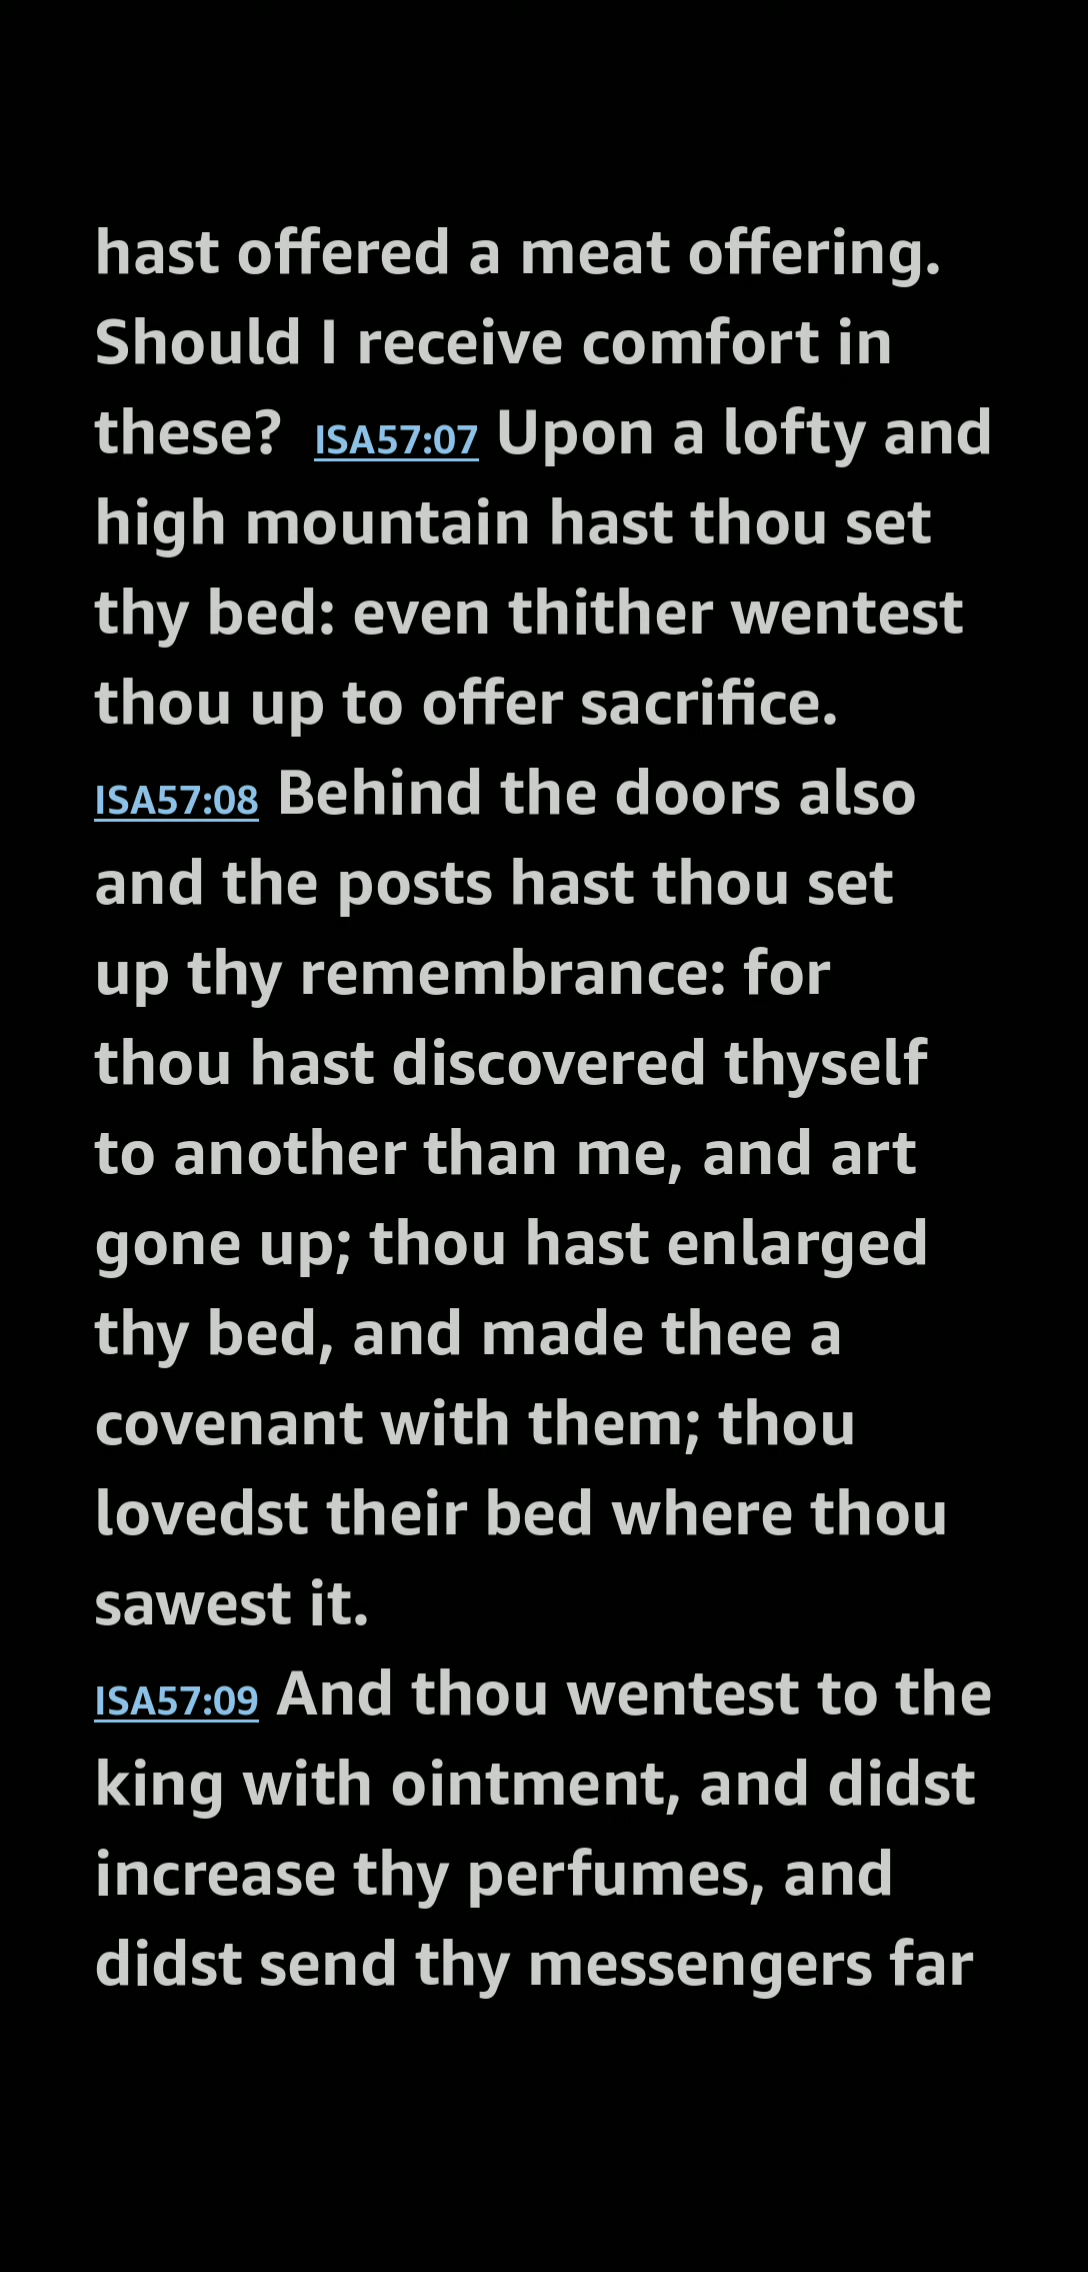 hast offered a meat offering.
Should I receive comfort in
these? ISA57:07 Upon a lofty and
high mountain hast thou set
thy bed: even thither wentest
thou up to offer sacrifice.
ISA57:08 Behind the doors also
and the posts hast thou set
up thy remembrance: for
thou hast discovered thyself
to another than me, and art
gone up; thou hast enlarged
thy bed, and made thee a
covenant with them; thou
lovedst their bed where thou
sawest it.
ISA57:09 And thou wentest to the
king with ointment, and didst
increase thy perfumes, and
didst send thy messengers far